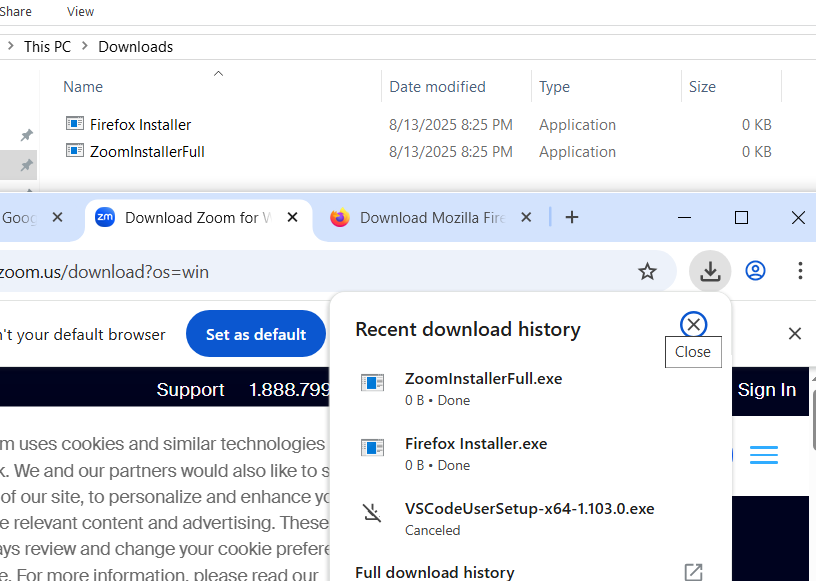 Share View
This PC Downloads
Name Date modified Type Size
Firefox Installer 8/13/2025 8:25 PM Application 0 KB
ZoomInstallerFull 8/13/2025 8:25 PM Application 0 KB
Goog zm Download Zoom for W Download Mozilla Fire
zoom.us/download?os=win
n't your default browser Set as default
Recent download history
Close
ZoomInstallerFull.exe
0 B • Done
Firefox Installer.exe
0 B • Done
VSCodeUserSetup-x64-1.103.0.exe
Canceled
Full download history
Support 1.888.799 Sign In
m uses cookies and similar technologies
k. We and our partners would also like to s
of our site, to personalize and enhance yo
e relevant content and advertising. These
ays review and change your cookie prefere
e. For more information, please read our